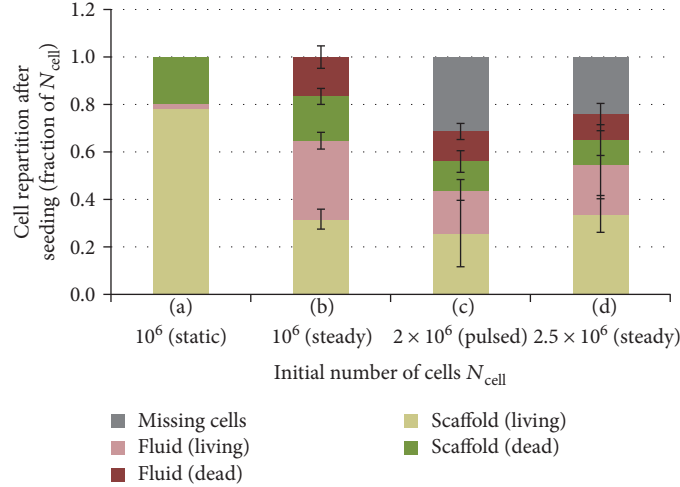 Cell repartition after
seeding (fraction of N_cell)
1.2
1.0
0.8
0.6
0.4
0.2
0.0
(a) (b) (c) (d)
10⁶ (static) 10⁶ (steady) 2 × 10⁶ (pulsed) 2.5 × 10⁶ (steady)
Initial number of cells N_cell
Missing cells
Fluid (living)
Fluid (dead)
Scaffold (living)
Scaffold (dead)